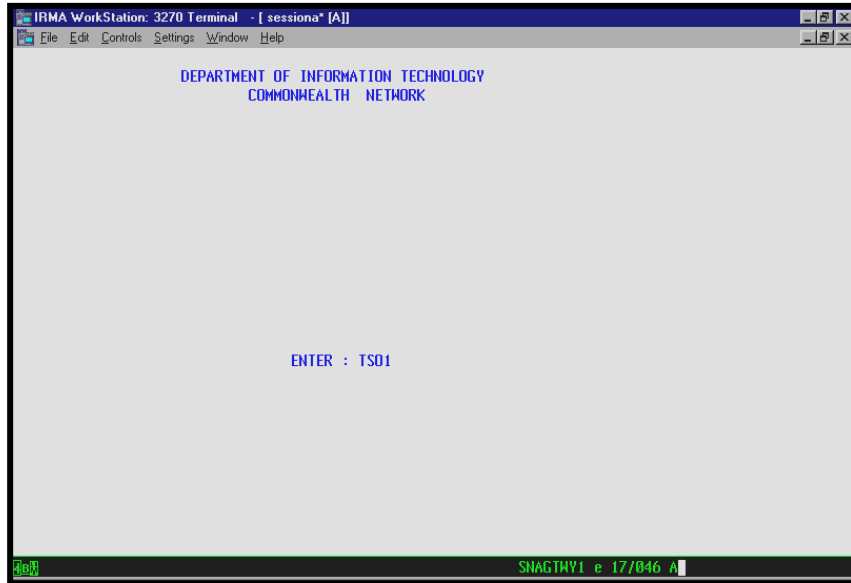 IRMA WorkStation: 3270 Terminal - [ sessiona* [A]]
File Edit Controls Settings Window Help
DEPARTMENT OF INFORMATION TECHNOLOGY
COMMONWEALTH NETWORK
ENTER : TSO1
4BX SNAGTWY1 e 17/046 A